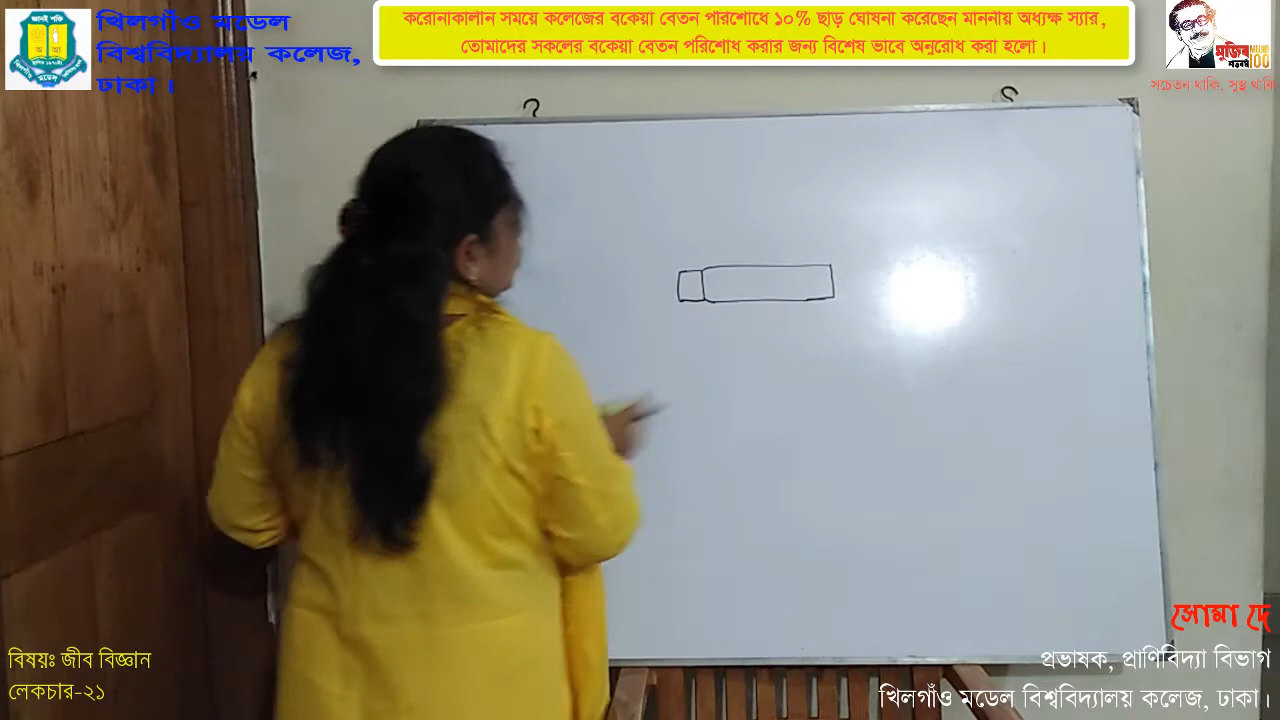 খিলগাঁও মডেল
বিশ্ববিদ্যালয় কলেজ,
ঢাকা।
করোনাকালীন সময়ে কলেজের বকেয়া বেতন পরিশোধে ১০% ছাড় ঘোষনা করেছেন মাননীয় অধ্যক্ষ স্যার,
তোমাদের সকলের বকেয়া বেতন পরিশোধ করার জন্য বিশেষ ভাবে অনুরোধ করা হলো।
মুজিব
শতবর্ষ
100
সচেতন থাকি, সুস্থ থাকি
বিষয়ঃ জীব বিজ্ঞান
লেকচার-২১
সোমা দে
প্রভাষক, প্রাণিবিদ্যা বিভাগ
খিলগাঁও মডেল বিশ্ববিদ্যালয় কলেজ, ঢাকা।